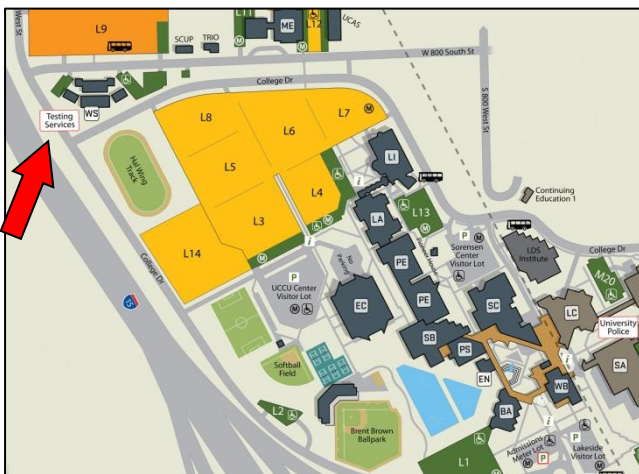 L9
West St
SCUP
TRIO
L11
ME
L12
UCAS
M
M
W 800 South St
College Dr
S 800 West St
Testing
Services
WS
L8
L6
L7
M
L5
L4
L3
L14
Hal Wing
Track
College Dr
15
LI
i
LA
L13
M
M
M
i
Continuing
Education 1
P
Sorensen
Center
Visitor Lot
M
LDS
Institute
College Dr
M20
No
Parking
P
UCCU Center
Visitor Lot
M
EC
PE
PE
SC
SB
PS
EN
BA
WB
LC
University
Police
SA
i
i
Softball
Field
L2
Brent Brown
Ballpark
L1
Admissions
Meter Lot
M
P
P
Lakeside
Visitor Lot
M